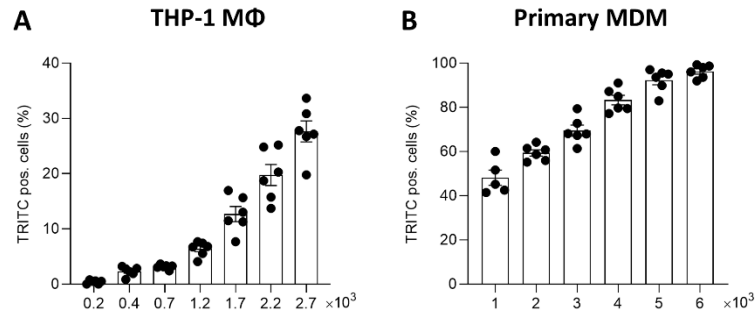 A THP-1 MΦ
TRITC pos. cells (%)
40
30
20
10
0
0.2 0.4 0.7 1.2 1.7 2.2 2.7 ×10³
B Primary MDM
TRITC pos. cells (%)
100
80
60
40
20
0
1 2 3 4 5 6 ×10³